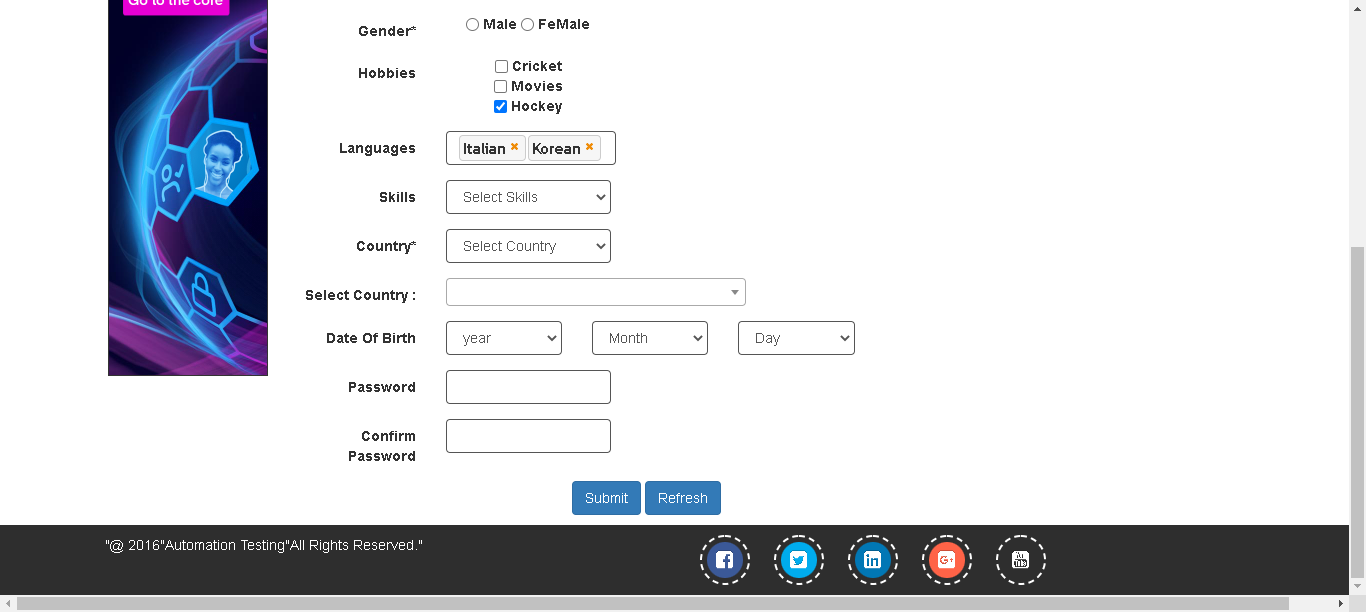 Go to the core
Gender*
Male FeMale
Hobbies
Cricket
Movies
Hockey
Languages
Italian Korean
Skills
Select Skills
Country*
Select Country
Select Country :
Date Of Birth
year Month Day
Password
Confirm
Password
Submit Refresh
"@ 2016"Automation Testing"All Rights Reserved."
You
Tube